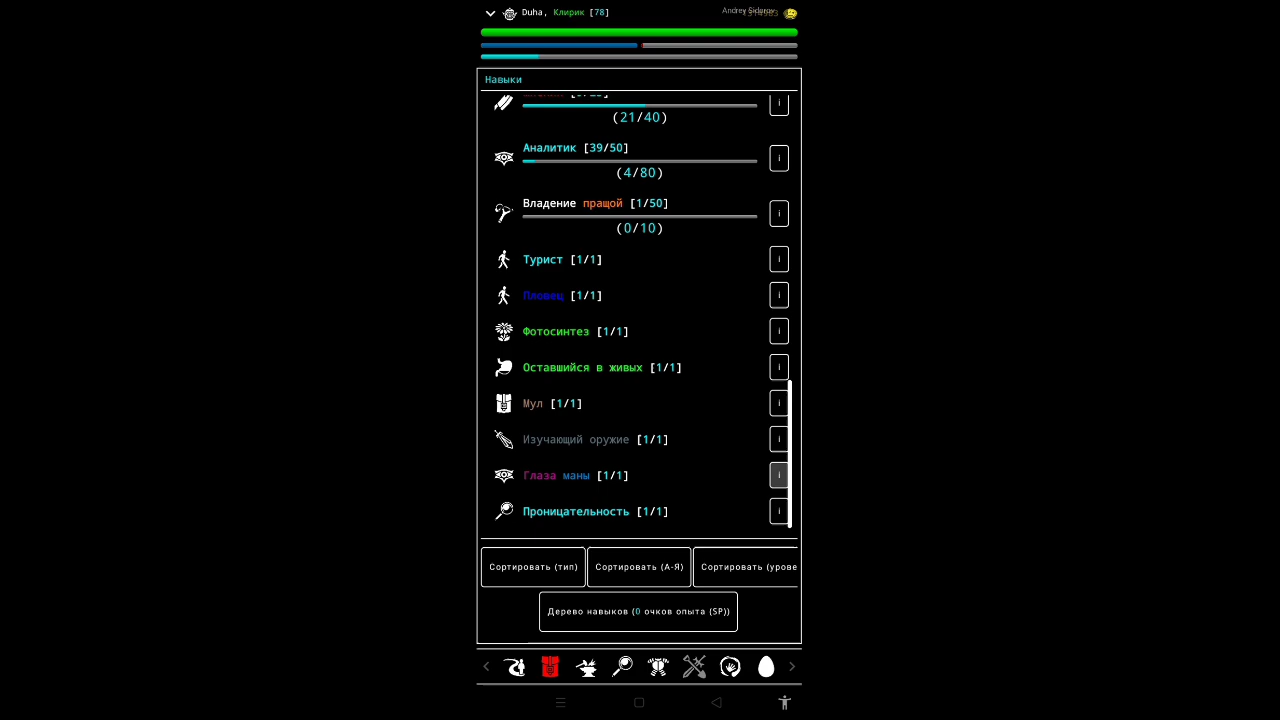 Duha, Клирик [78]
Andrey Sidorov
Навыки
(21/40)
Аналитик [39/50]
(4/80)
Владение пращой [1/50]
(0/10)
Турист [1/1]
Пловец [1/1]
Фотосинтез [1/1]
Оставшийся в живых [1/1]
Мул [1/1]
Изучающий оружие [1/1]
Глаза маны [1/1]
Проницательность [1/1]
Сортировать (тип) Сортировать (А-Я) Сортировать (урове
Дерево навыков (0 очков опыта (SP))